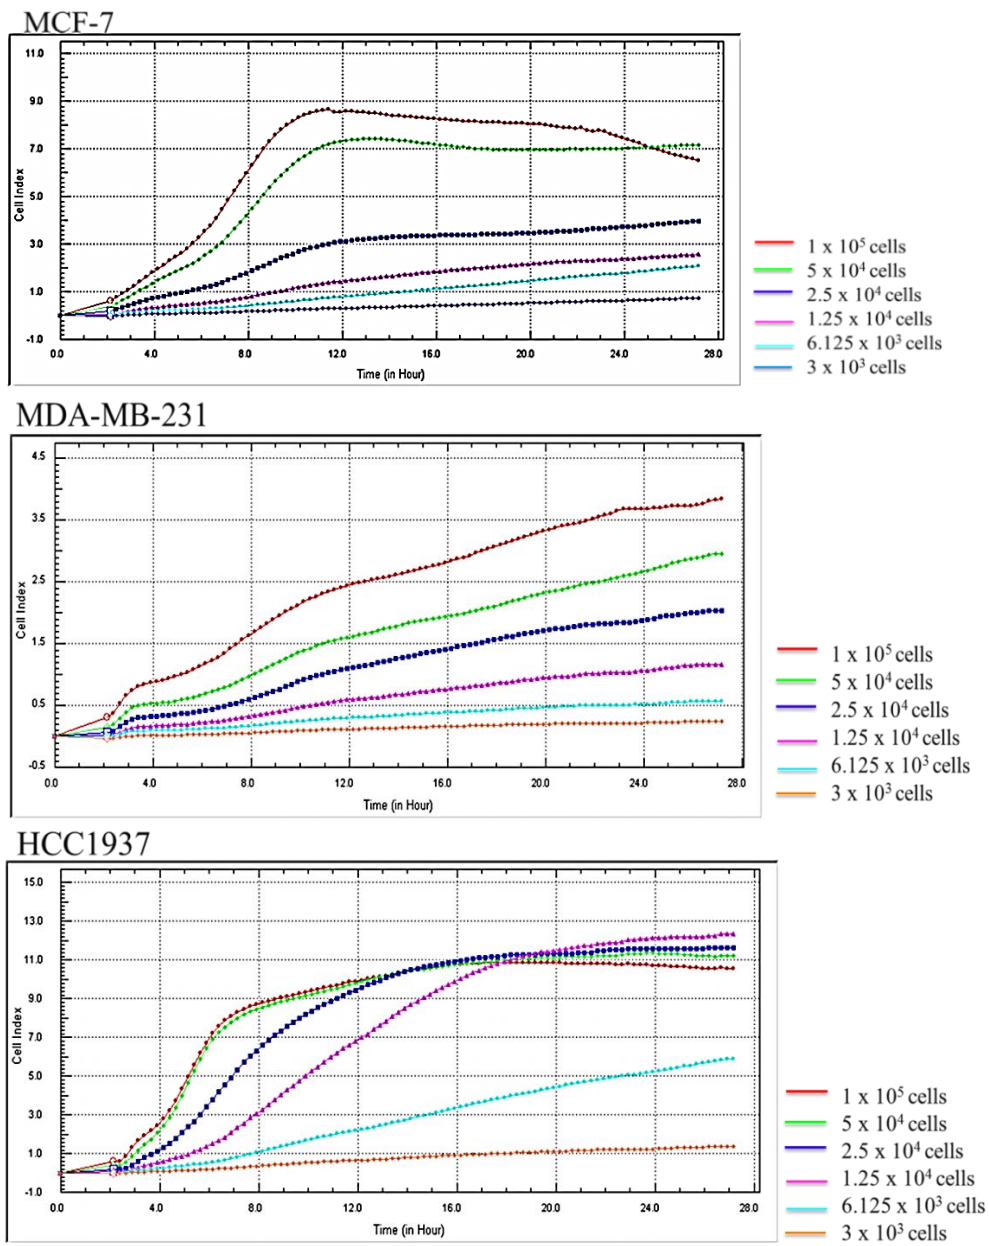 MCF-7
11.0
9.0
7.0
5.0
3.0
1.0
-1.0
Cell Index
0.0 4.0 8.0 12.0 16.0 20.0 24.0 28.0
Time (in Hour)
1 x 10⁵ cells
5 x 10⁴ cells
2.5 x 10⁴ cells
1.25 x 10⁴ cells
6.125 x 10³ cells
3 x 10³ cells
MDA-MB-231
4.5
3.5
2.5
1.5
0.5
-0.5
Cell Index
0.0 4.0 8.0 12.0 16.0 20.0 24.0 28.0
Time (in Hour)
1 x 10⁵ cells
5 x 10⁴ cells
2.5 x 10⁴ cells
1.25 x 10⁴ cells
6.125 x 10³ cells
3 x 10³ cells
HCC1937
15.0
13.0
11.0
9.0
7.0
5.0
3.0
1.0
-1.0
Cell Index
0.0 4.0 8.0 12.0 16.0 20.0 24.0 28.0
Time (in Hour)
1 x 10⁵ cells
5 x 10⁴ cells
2.5 x 10⁴ cells
1.25 x 10⁴ cells
6.125 x 10³ cells
3 x 10³ cells